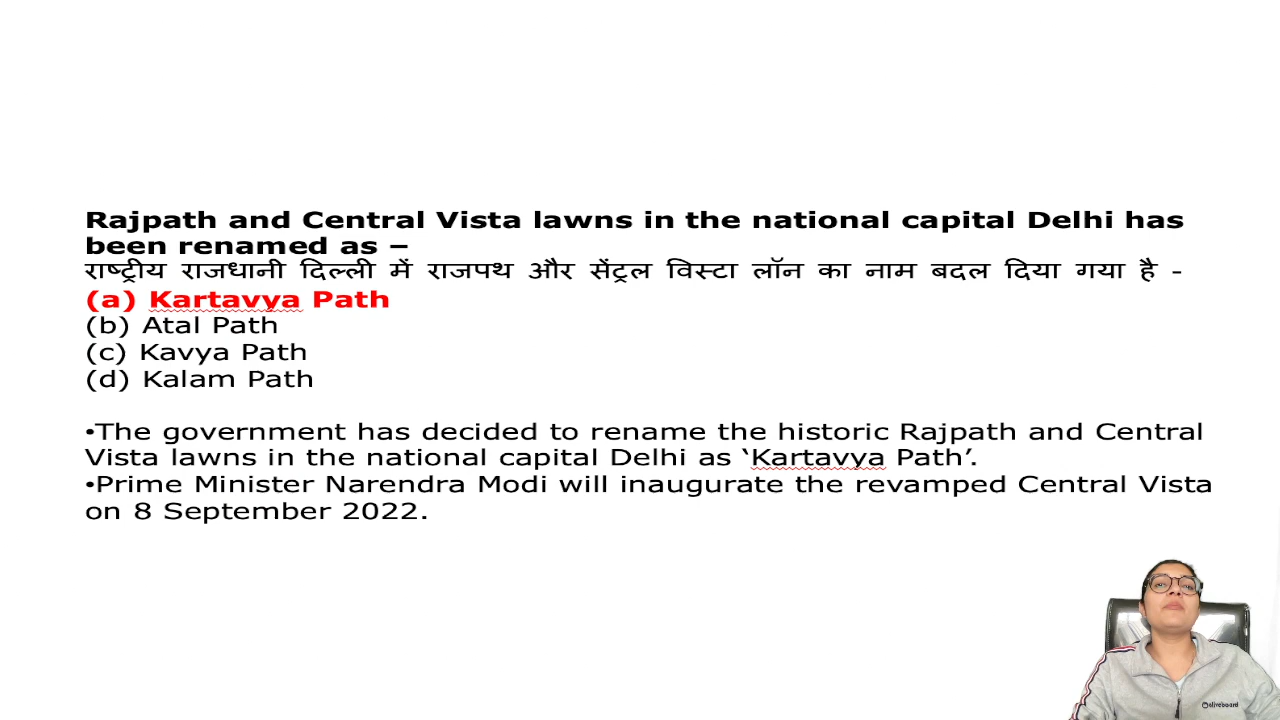 Rajpath and Central Vista lawns in the national capital Delhi has
been renamed as –
राष्ट्रीय राजधानी दिल्ली में राजपथ और सेंट्रल विस्टा लॉन का नाम बदल दिया गया है -
(a) Kartavya Path
(b) Atal Path
(c) Kavya Path
(d) Kalam Path
•The government has decided to rename the historic Rajpath and Central
Vista lawns in the national capital Delhi as ‘Kartavya Path’.
•Prime Minister Narendra Modi will inaugurate the revamped Central Vista
on 8 September 2022.
oliveboard